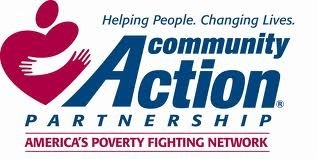 Helping People. Changing Lives.
community
Action®
PARTNERSHIP
AMERICA'S POVERTY FIGHTING NETWORK